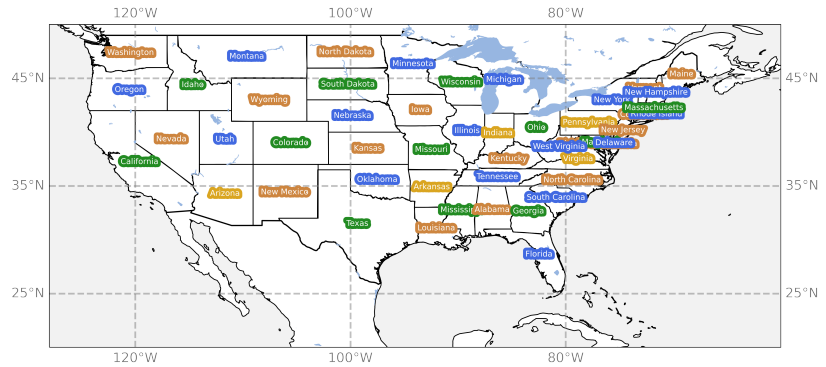 120°W 100°W 80°W
Washington
North Dakota
Montana
Minnesota
Maine
45°N
45°N
Idaho
South Dakota
Wisconsin
Michigan
Oregon
New Hampshire
Wyoming
New York
Iowa
Massachusetts
Rhode Island
Nebraska
Pennsylvania
Nevada
Utah
Colorado
Kansas
Missouri
Illinois
Indiana
Ohio
New Jersey
West Virginia
Delaware
California
Kentucky
Virginia
Oklahoma
Tennessee
North Carolina
35°N
35°N
Arizona
New Mexico
Arkansas
South Carolina
Texas
Mississip
Alabama
Georgia
Louisiana
Florida
25°N
25°N
120°W 100°W 80°W